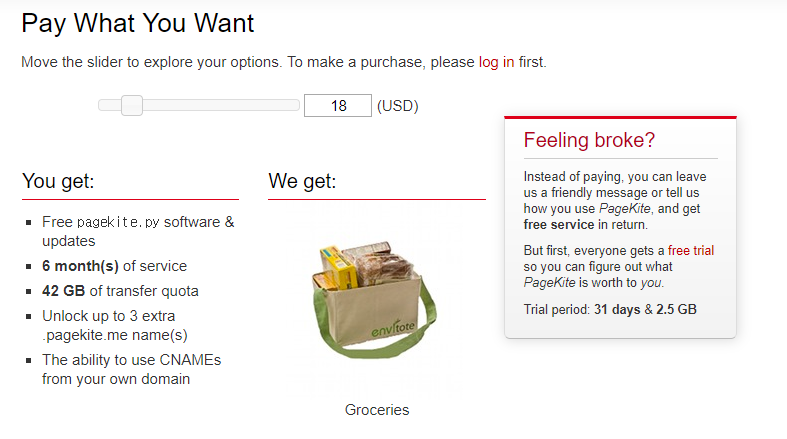 Pay What You Want
Move the slider to explore your options. To make a purchase, please log in first.
18 (USD)
You get:
Free pagekite.py software &
updates
6 month(s) of service
42 GB of transfer quota
Unlock up to 3 extra
.pagekite.me name(s)
The ability to use CNAMEs
from your own domain
We get:
envitote
Groceries
Feeling broke?
Instead of paying, you can leave
us a friendly message or tell us
how you use PageKite, and get
free service in return.
But first, everyone gets a free trial
so you can figure out what
PageKite is worth to you.
Trial period: 31 days & 2.5 GB